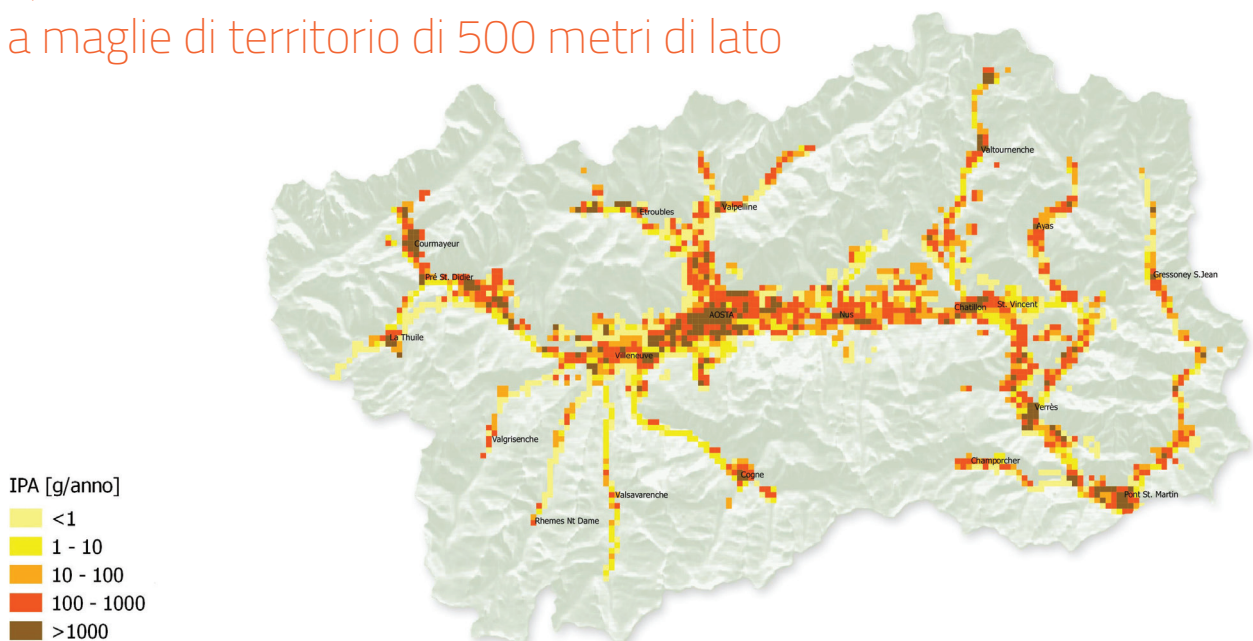 a maglie di territorio di 500 metri di lato
Valtournenche
Etroubles
Valpelline
Courmayeur
Ayas
Pré St. Didier
Gressoney S.Jean
AOSTA
Nus
Chatillon
St. Vincent
La Thuile
Villeneuve
Verrès
Valgrisenche
Champorcher
Cogne
Valsavarenche
Pont St. Martin
Rhemes Nt Dame
IPA [g/anno]
<1
1 - 10
10 - 100
100 - 1000
>1000